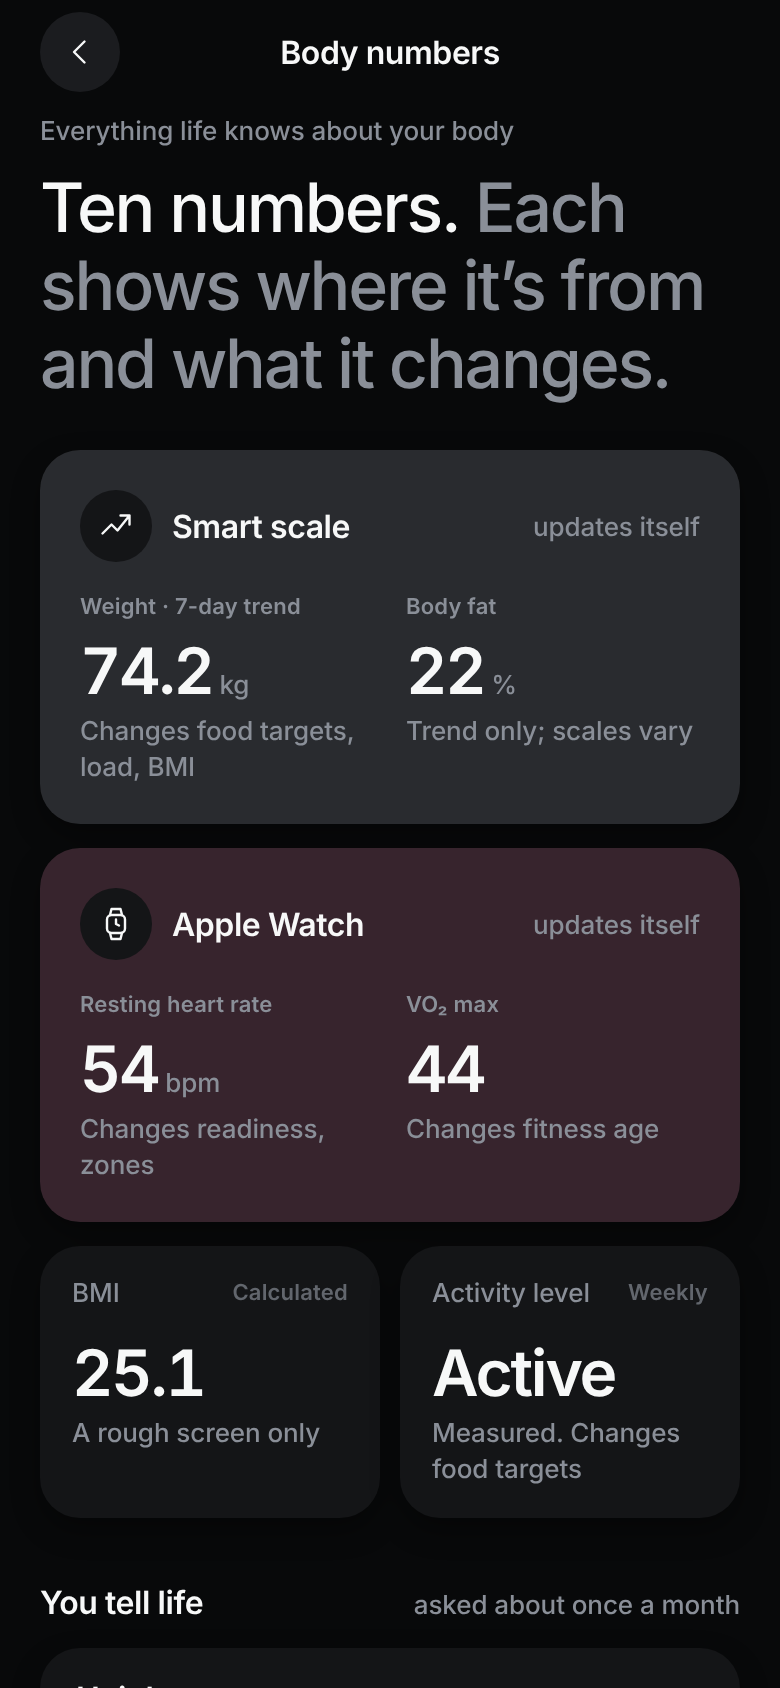 Body numbers
Everything life knows about your body
Ten numbers. Each
shows where it’s from
and what it changes.
Smart scale
updates itself
Weight · 7-day trend
Body fat
74.2 kg
22 %
Changes food targets,
load, BMI
Trend only; scales vary
Apple Watch
updates itself
Resting heart rate
VO₂ max
54 bpm
44
Changes readiness,
zones
Changes fitness age
BMI
Calculated
25.1
A rough screen only
Activity level
Weekly
Active
Measured. Changes
food targets
You tell life
asked about once a month